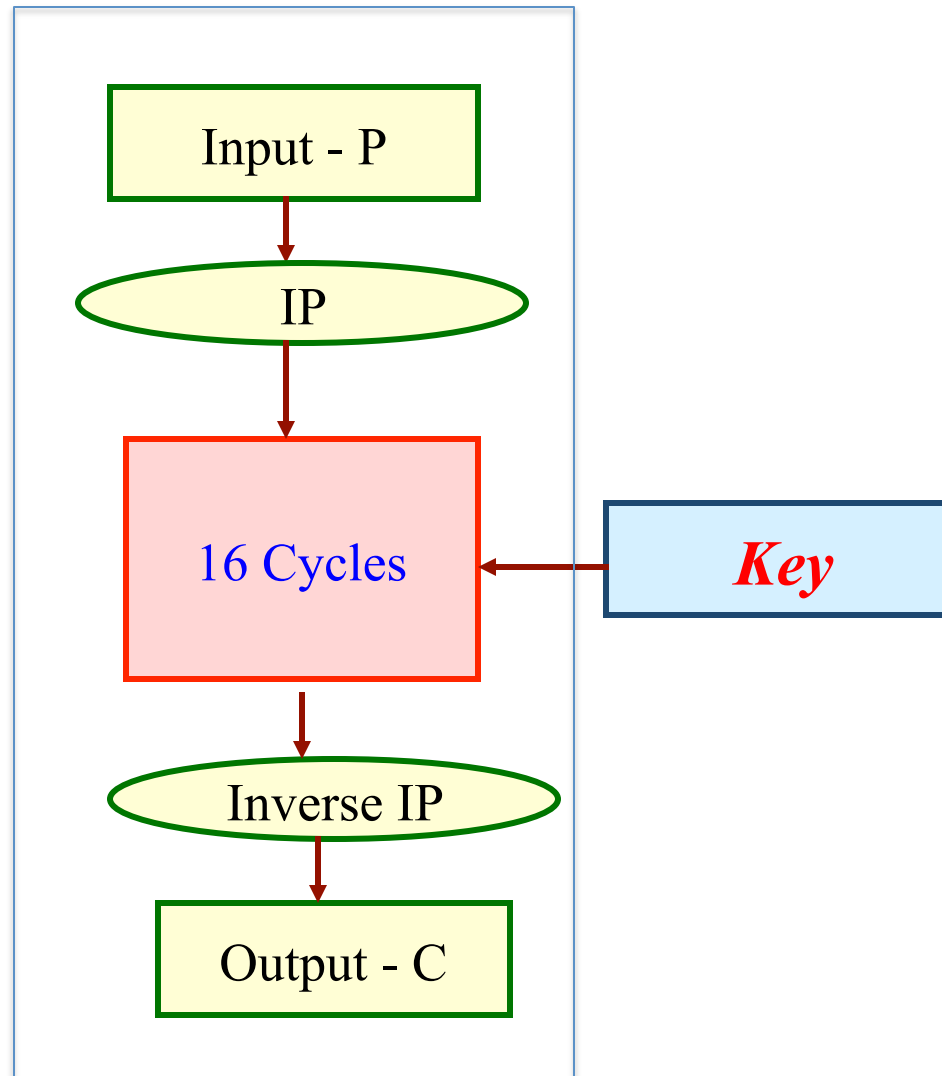 Input - P
IP
16 Cycles
Key
Inverse IP
Output - C